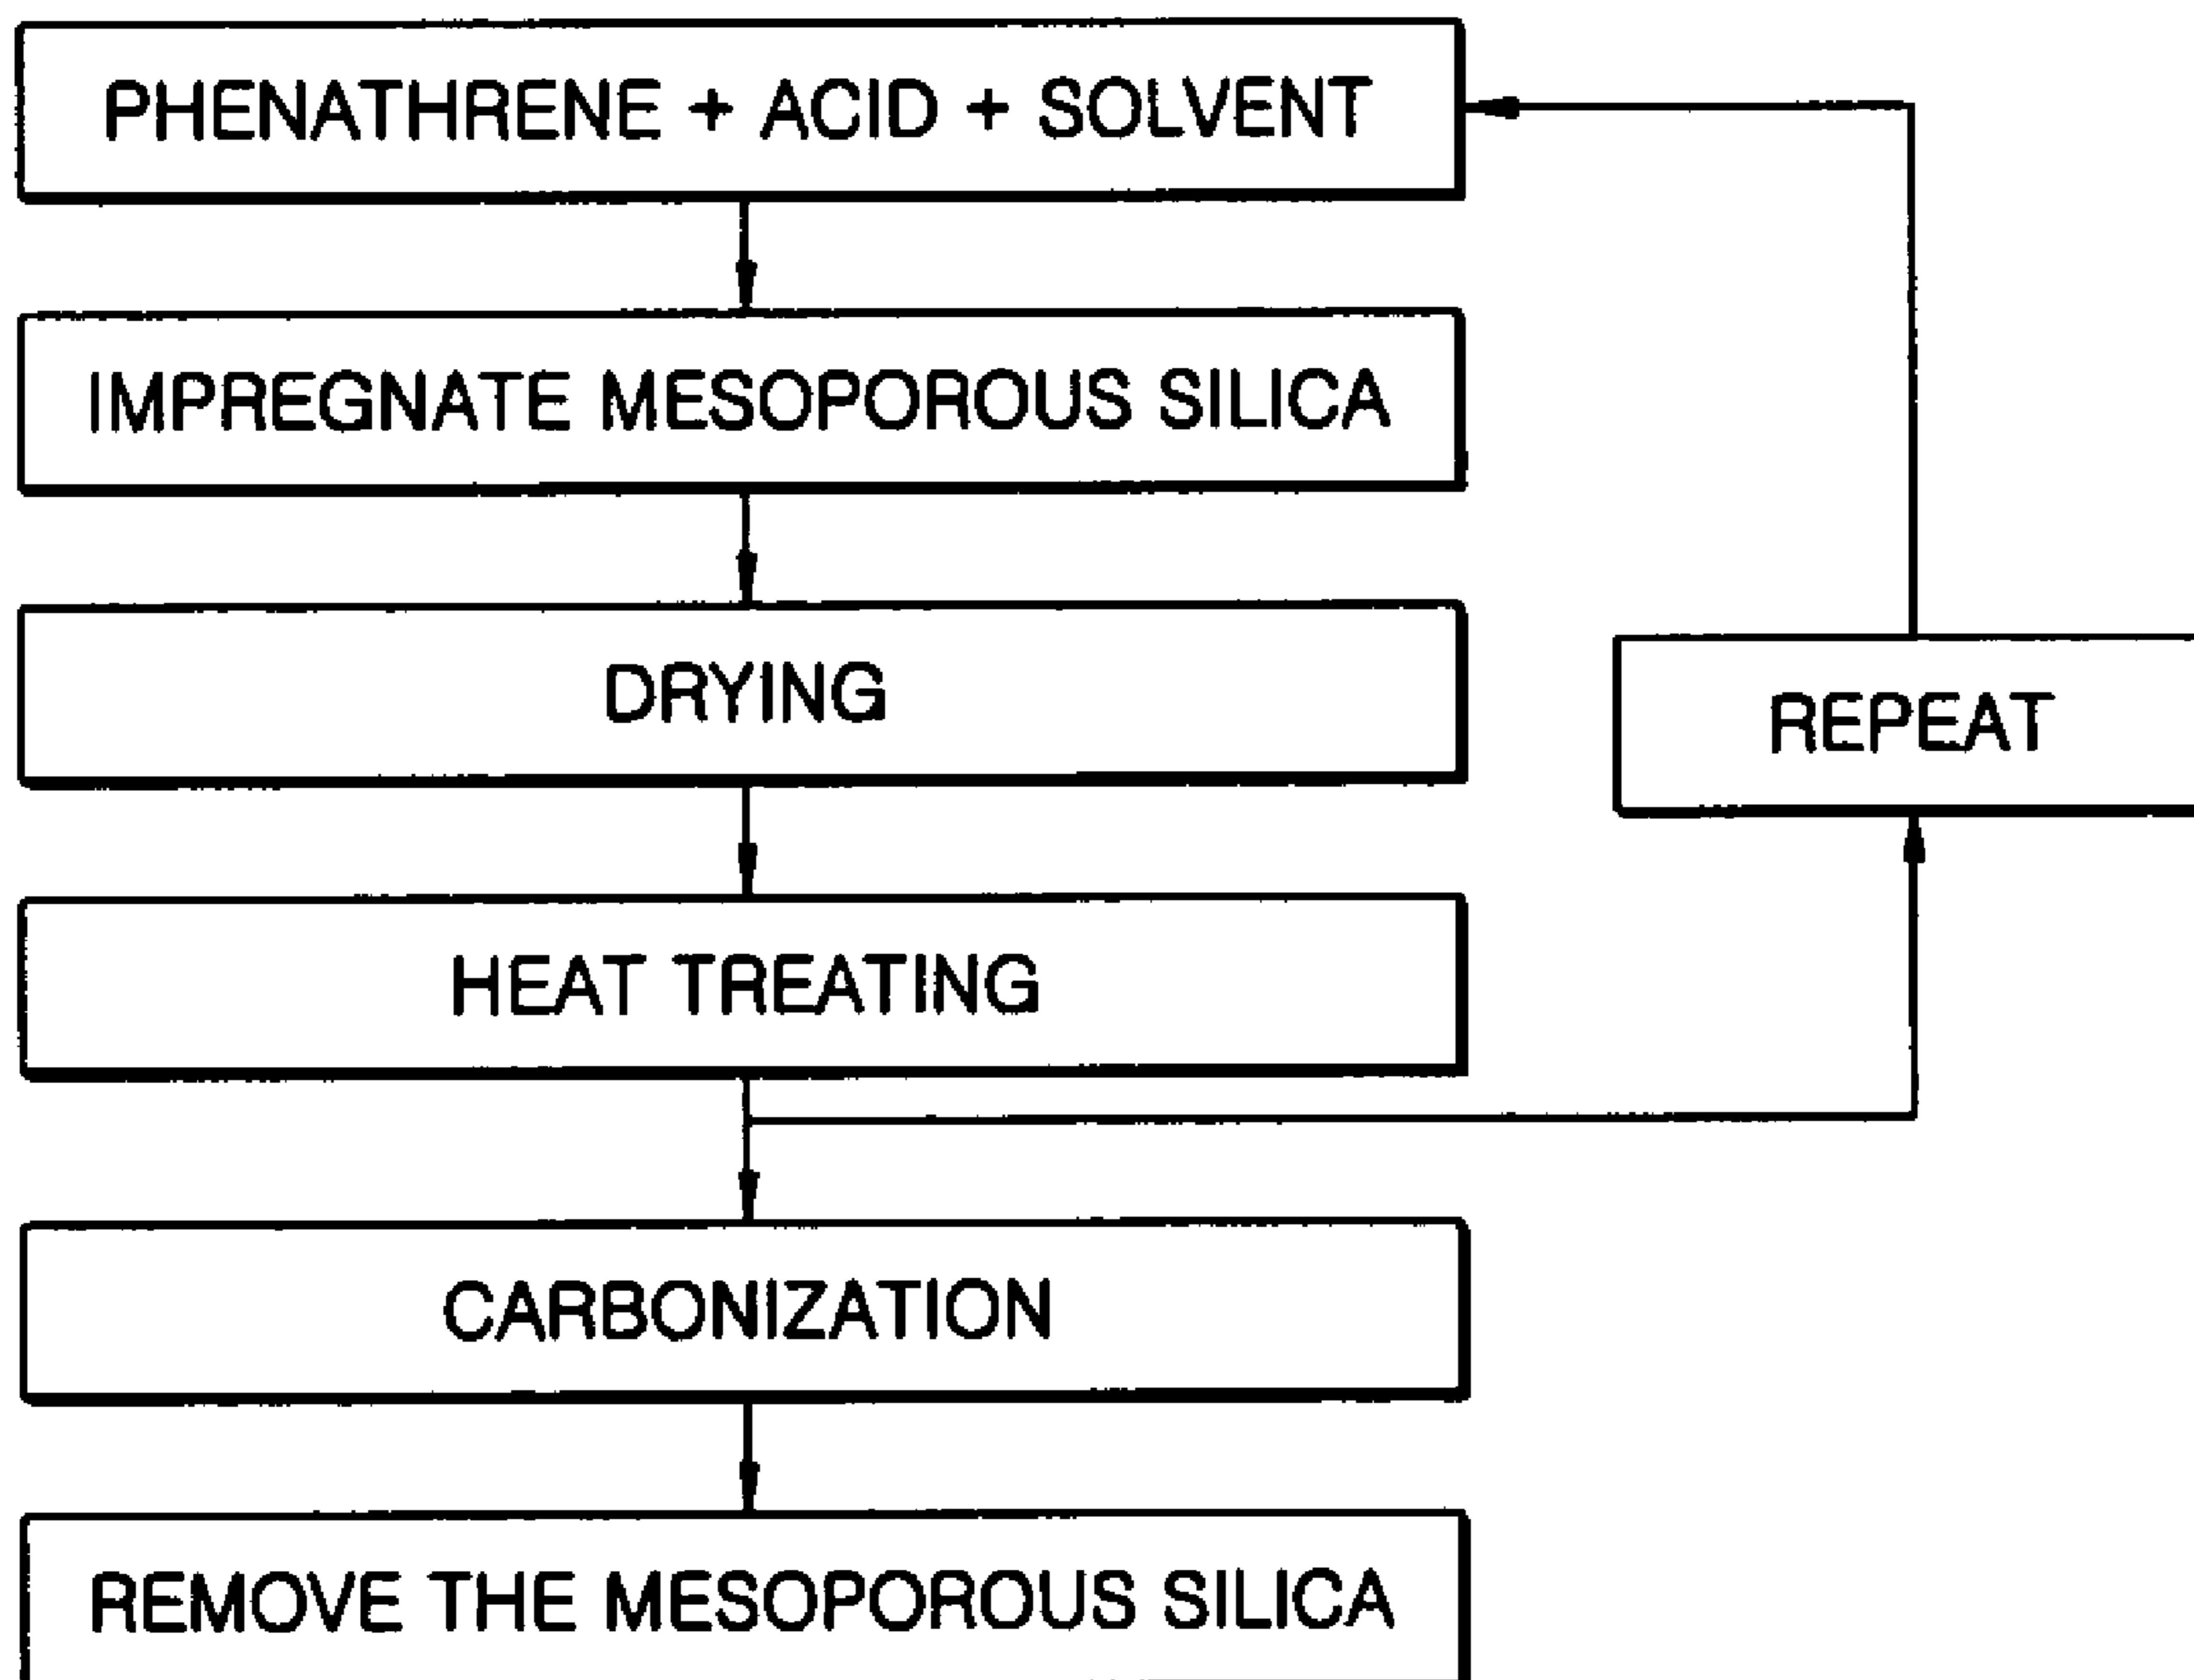 PHENATHRENE + ACID + SOLVENT
IMPREGNATE MESOPOROUS SILICA
DRYING
REPEAT
HEAT TREATING
CARBONIZATION
REMOVE THE MESOPOROUS SILICA